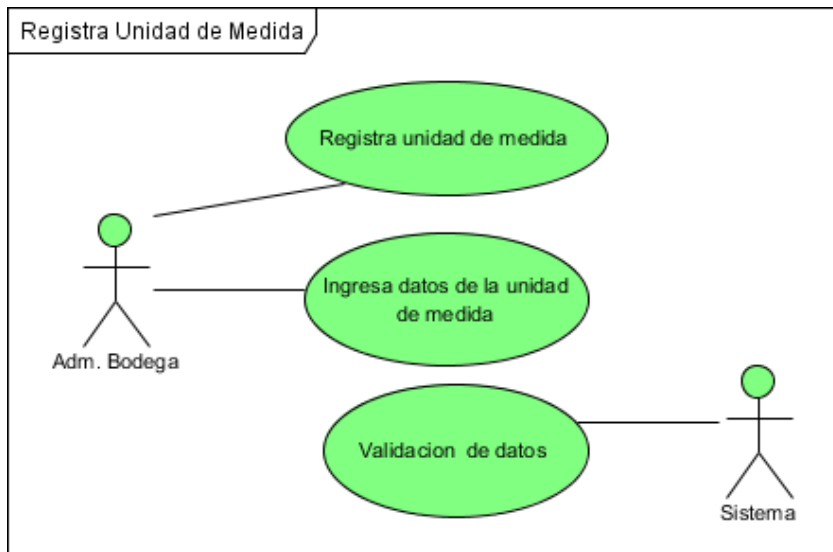 Registra Unidad de Medida
Registra unidad de medida
Ingresa datos de la unidad
de medida
Adm. Bodega
Validacion de datos
Sistema